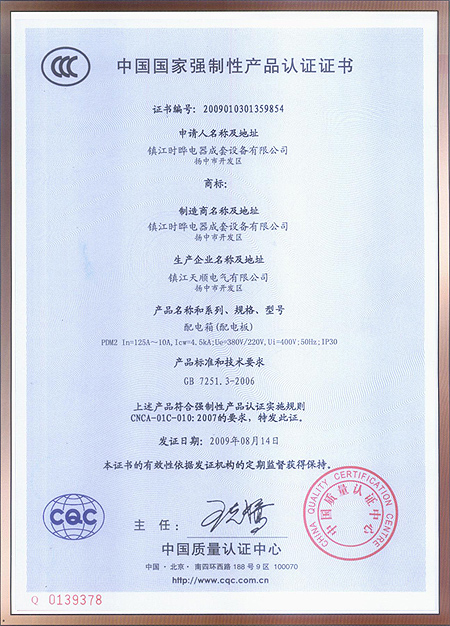 CCC
中国国家强制性产品认证证书
证书编号：2009010301359854
申请人名称及地址
镇江时晔电器成套设备有限公司
扬中市开发区
商标：
制造商名称及地址
镇江时晔电器成套设备有限公司
扬中市开发区
生产企业名称及地址
镇江天顺电气有限公司
扬中市开发区
产品名称和系列、规格、型号
配电箱(配电板)
PDM2 In=125A～10A,Icw=4.5kA;Ue=380V/220V,Ui=400V;50Hz;IP30
产品标准和技术要求
GB 7251.3-2006
上述产品符合强制性产品认证实施规则
CNCA-01C-010:2007的要求，特发此证。
发证日期：2009年08月14日
本证书的有效性依据发证机构的定期监督获得保持。
CQC
主任：
中国质量认证中心
中国·北京·南四环西路188号9区 100070
http://www.cqc.com.cn
CHINA QUALITY CERTIFICATION CENTRE
中国质量认证中心
Q 0139378